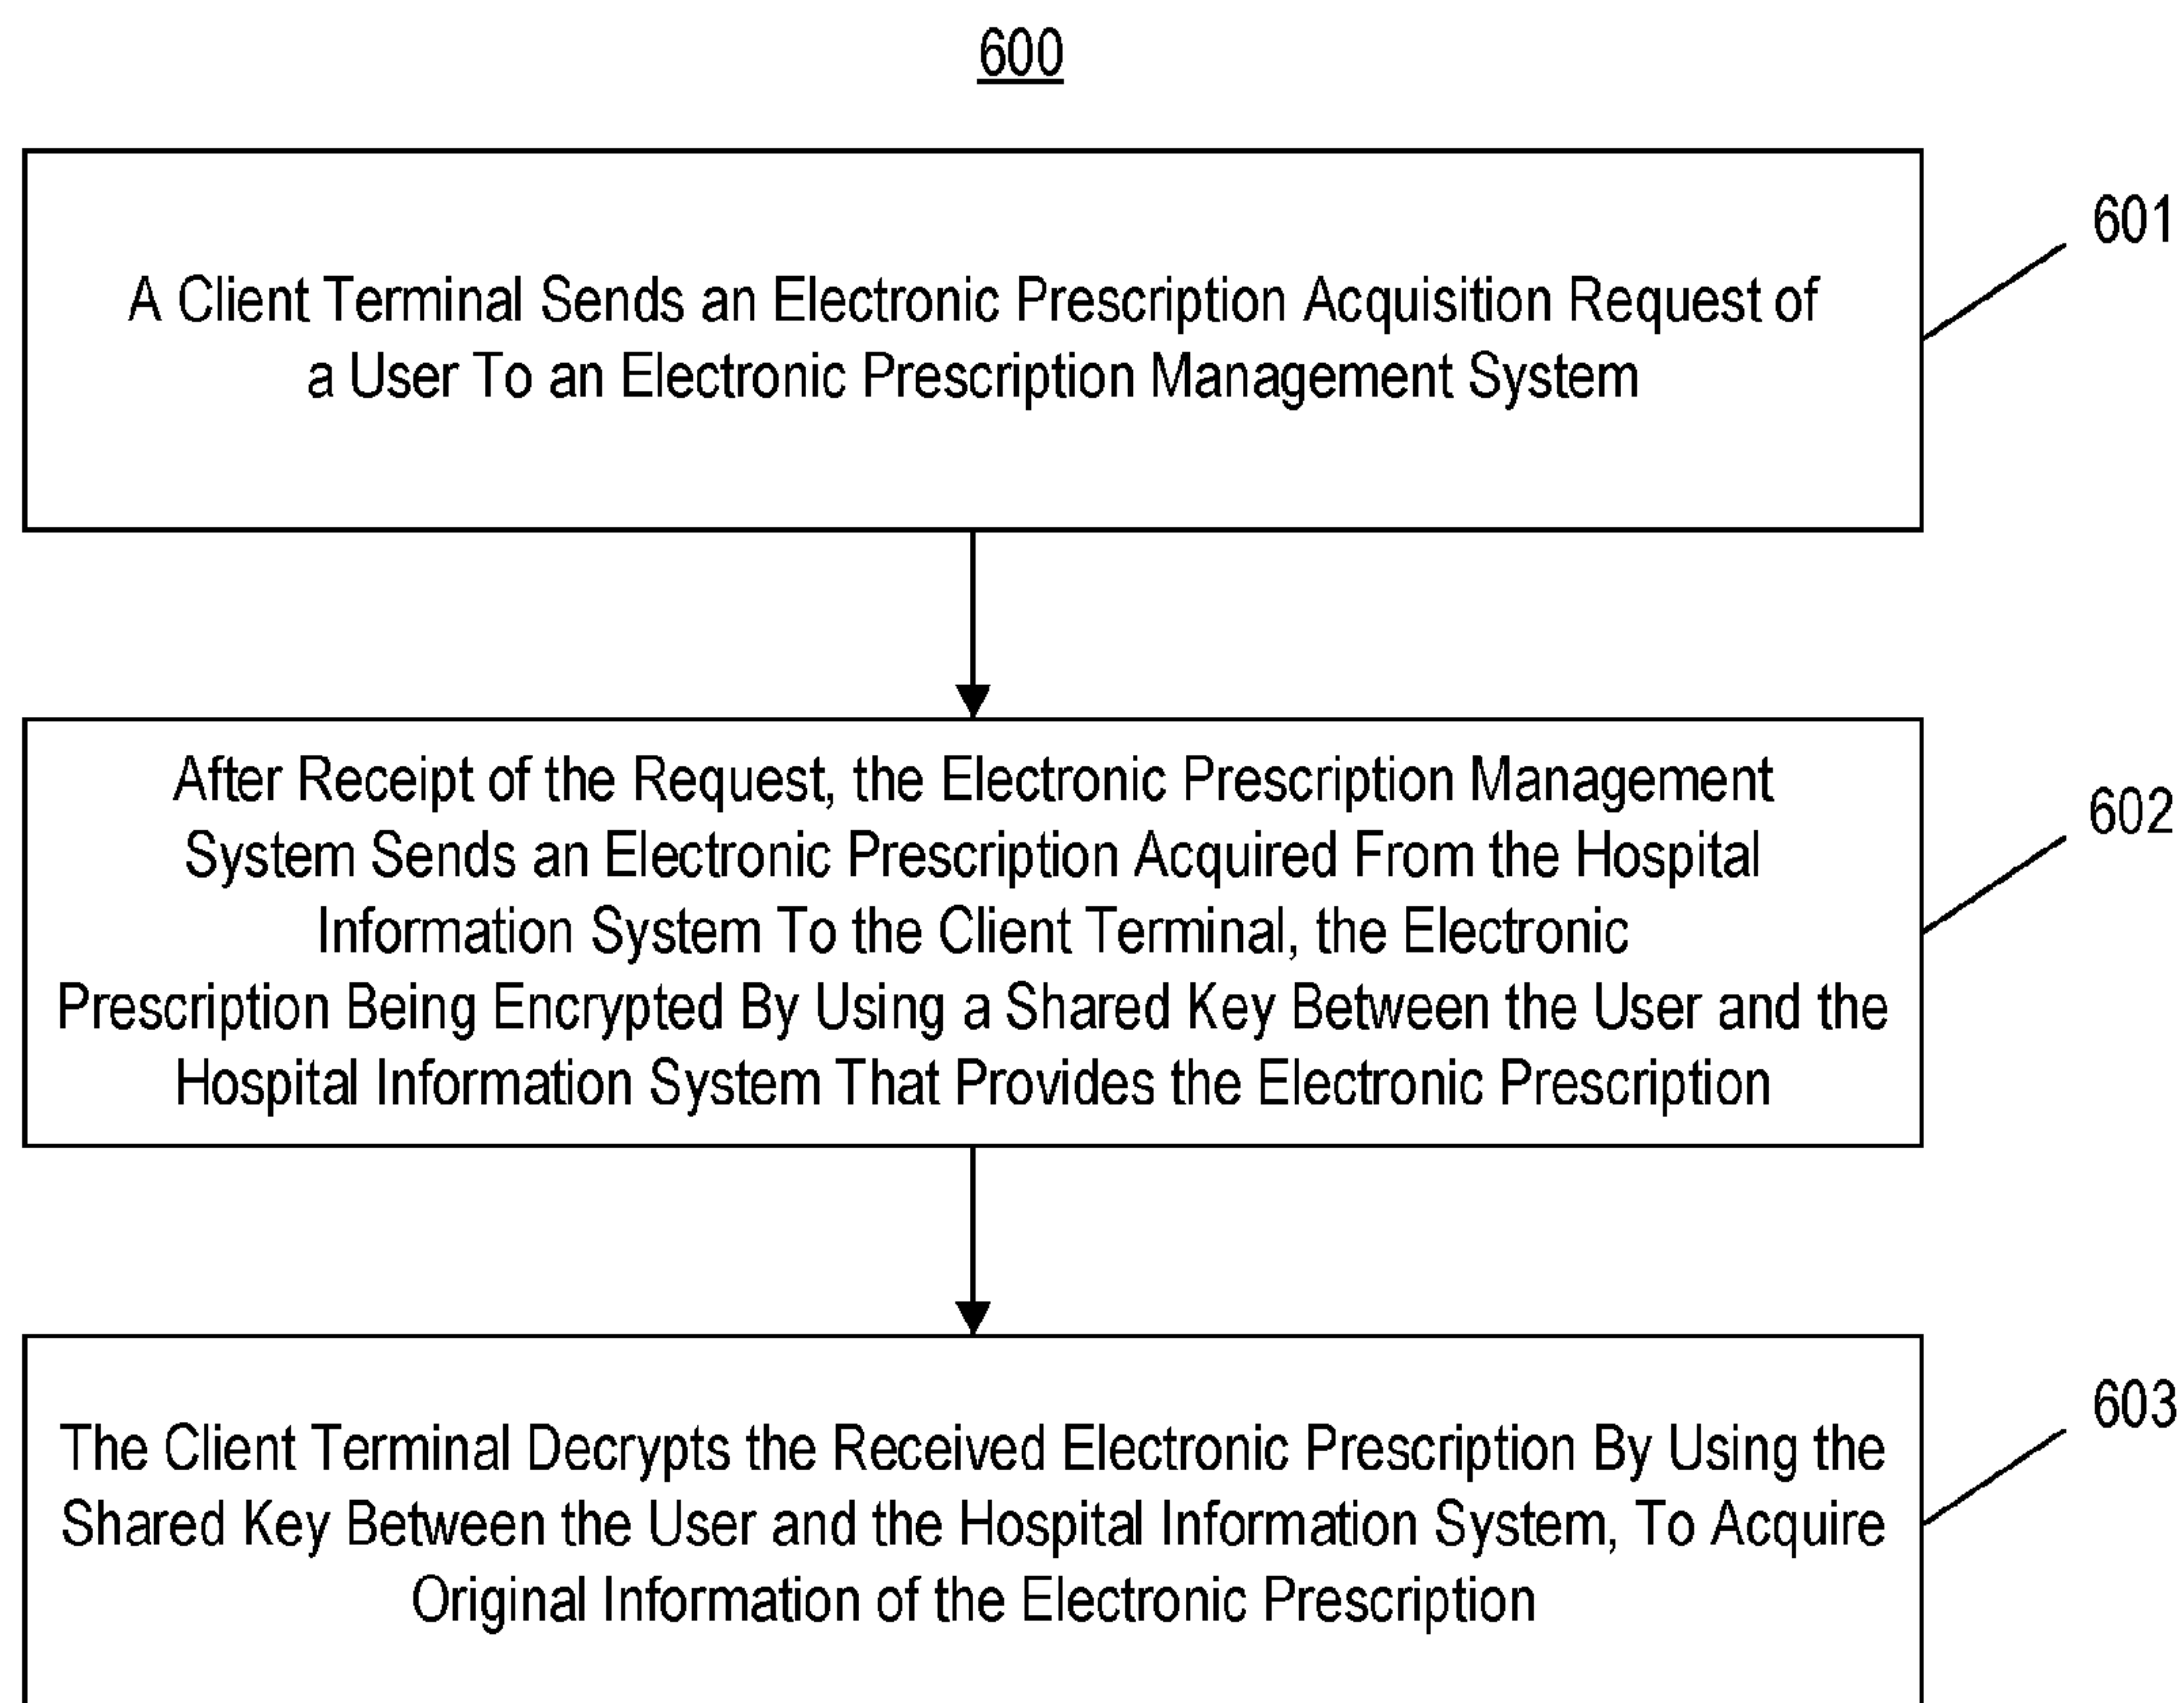 600
601
A Client Terminal Sends an Electronic Prescription Acquisition Request of
a User To an Electronic Prescription Management System
After Receipt of the Request, the Electronic Prescription Management
602
System Sends an Electronic Prescription Acquired From the Hospital
Information System To the Client Terminal, the Electronic
Prescription Being Encrypted By Using a Shared Key Between the User and the
Hospital Information System That Provides the Electronic Prescription
603
The Client Terminal Decrypts the Received Electronic Prescription By Using the
Shared Key Between the User and the Hospital Information System, To Acquire
Original Information of the Electronic Prescription